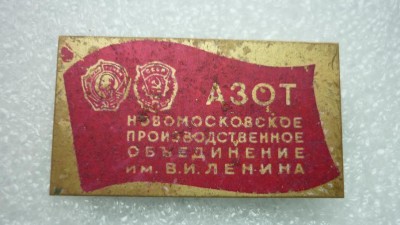 АЗОТ
НОВОМОСКОВСКОЕ
ПРОИЗВОДСТВЕННОЕ
ОБЪЕДИНЕНИЕ
ИМ. В.И. ЛЕНИНА